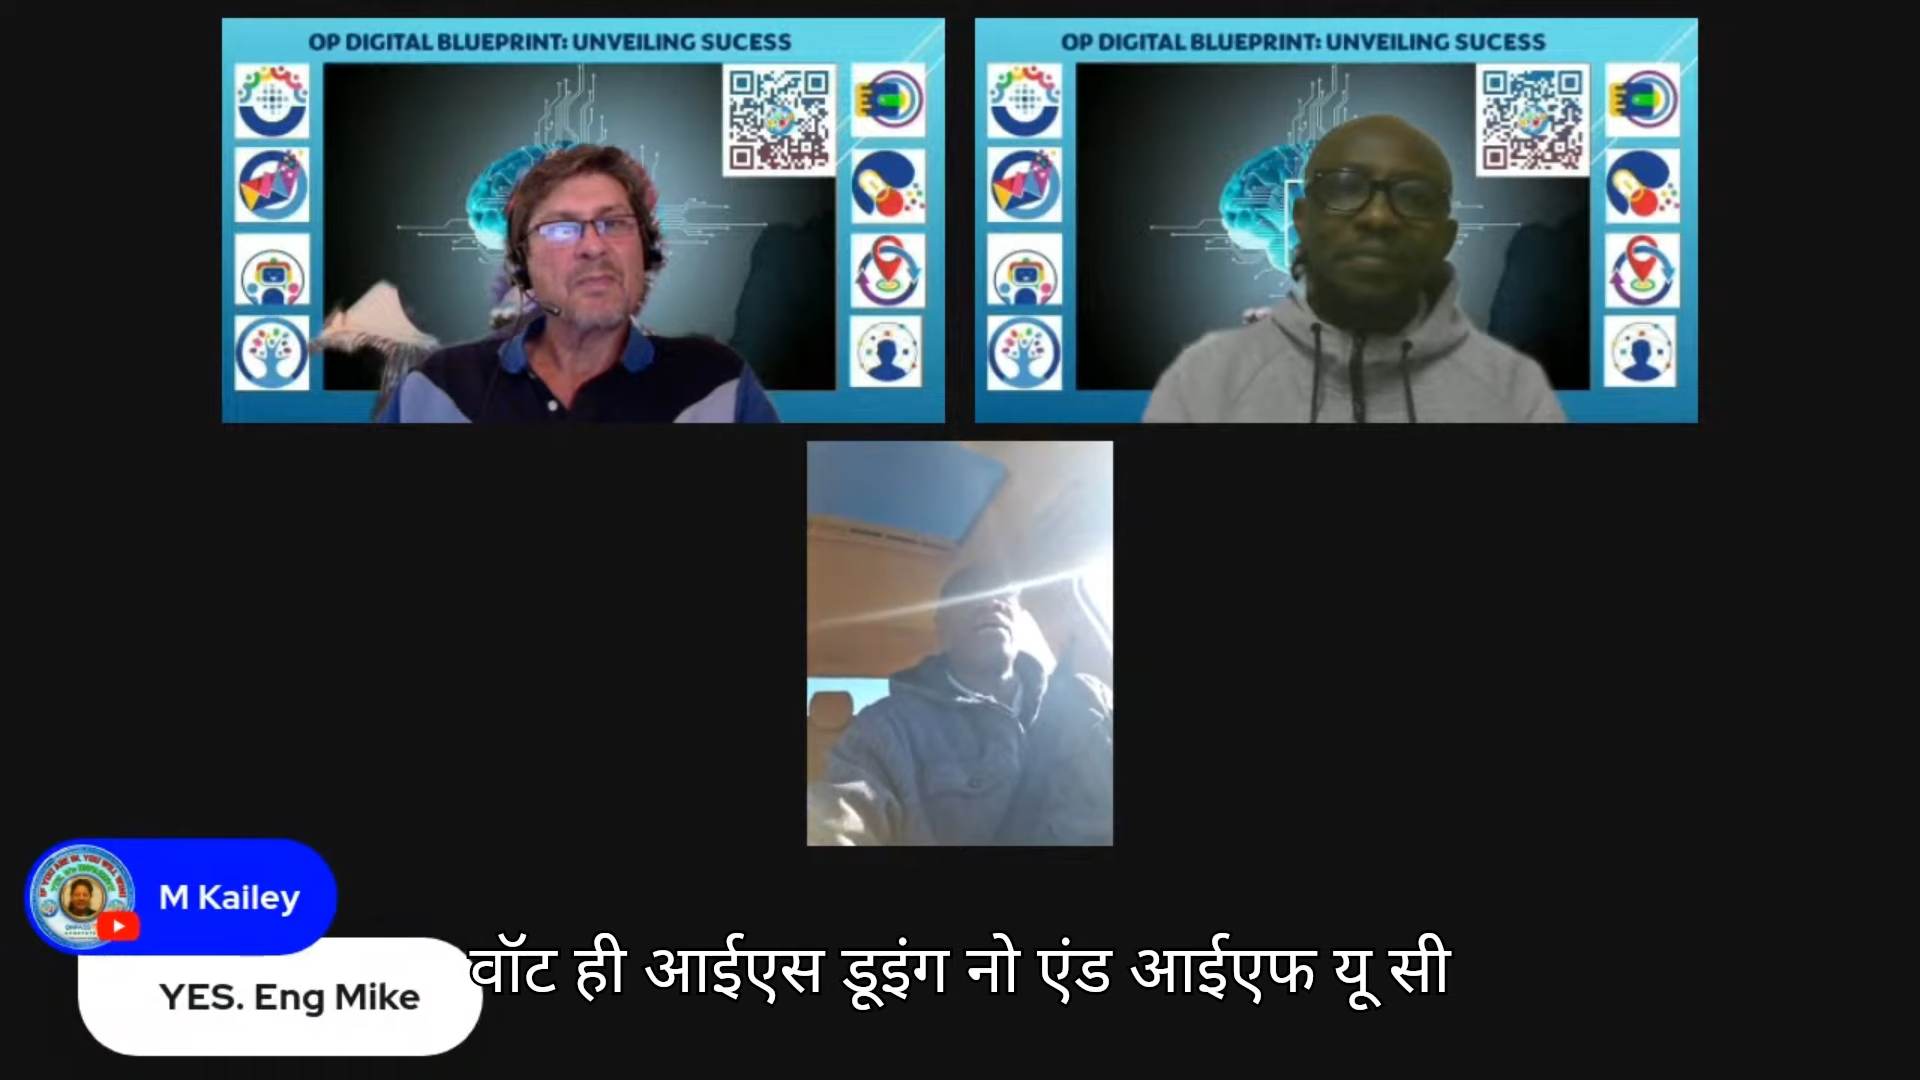 OP DIGITAL BLUEPRINT: UNVEILING SUCESS
OP DIGITAL BLUEPRINT: UNVEILING SUCESS
M Kailey
YES. Eng Mike
वॉट ही आईएस डूइंग नो एंड आईएफ यू सी